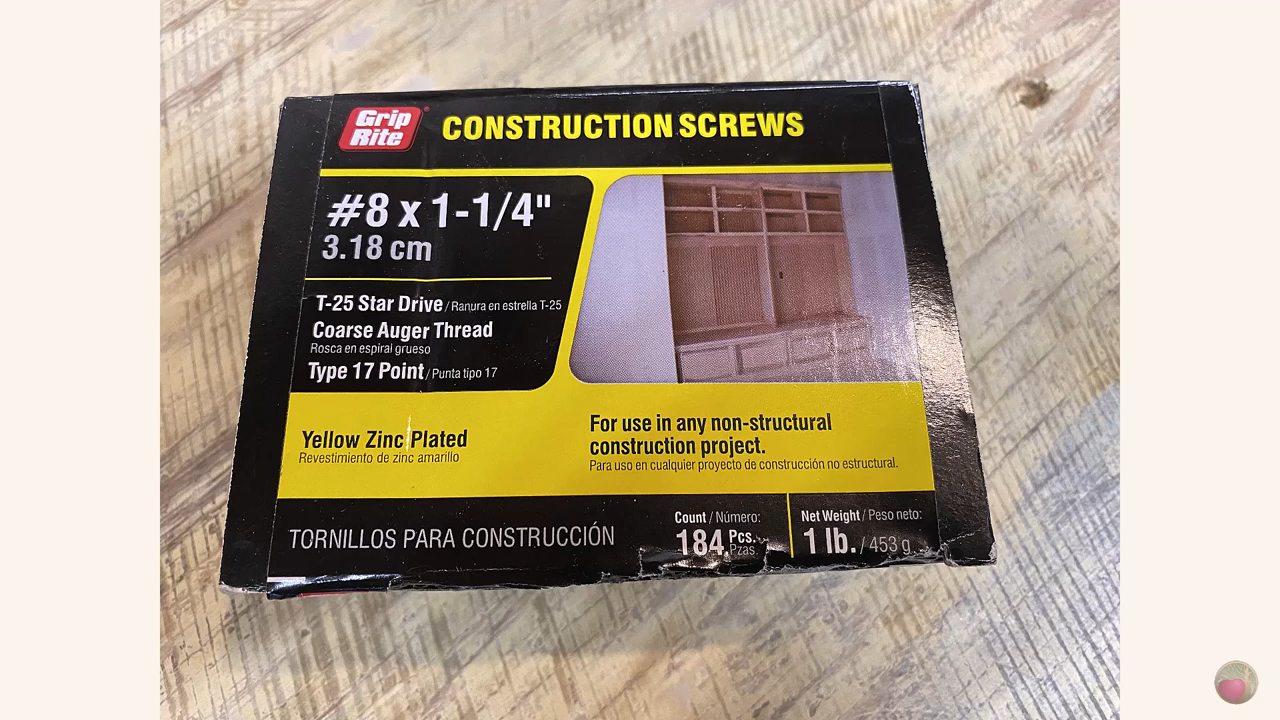 Grip Rite®
CONSTRUCTION SCREWS
#8 x 1-1/4"
3.18 cm
T-25 Star Drive / Ranura en estrella T-25
Coarse Auger Thread
Rosca en espiral grueso
Type 17 Point / Punta tipo 17
Yellow Zinc Plated
Revestimiento de zinc amarillo
For use in any non-structural
construction project.
Para uso en cualquier proyecto de construcción no estructural.
TORNILLOS PARA CONSTRUCCIÓN
Count / Número:
184 Pcs.
Pzas.
Net Weight / Peso neto:
1 lb. / 453 g